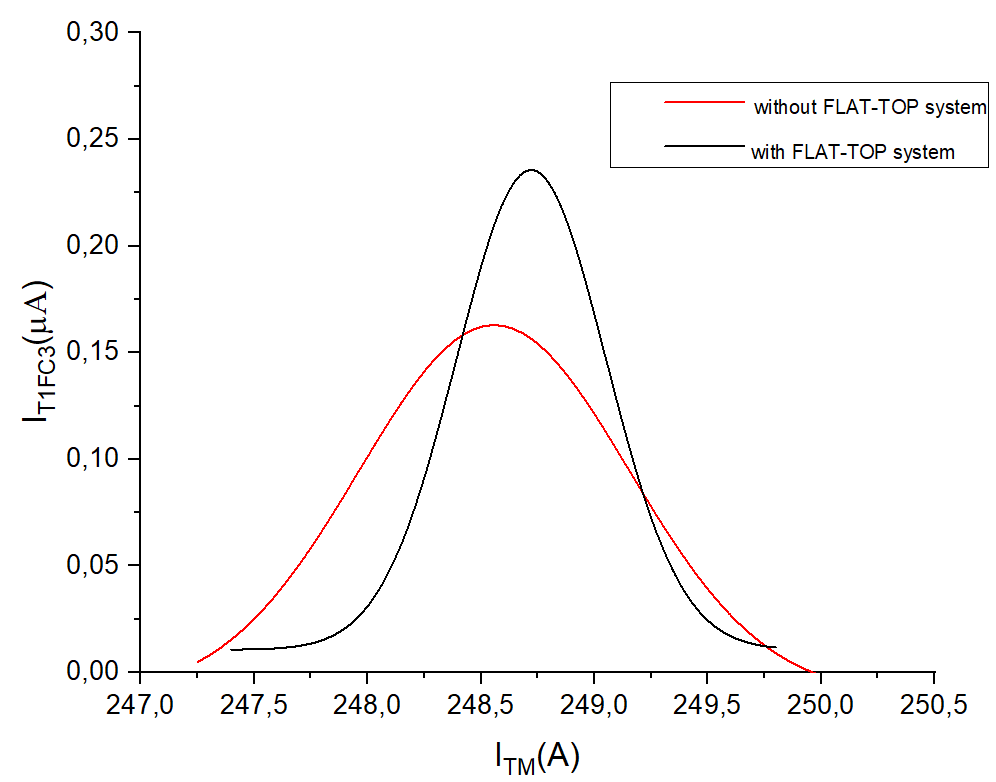 0,30
0,25
0,20
0,15
0,10
0,05
0,00
I_T1FC3(μA)
without FLAT-TOP system
with FLAT-TOP system
247,0 247,5 248,0 248,5 249,0 249,5 250,0 250,5
I_TM(A)